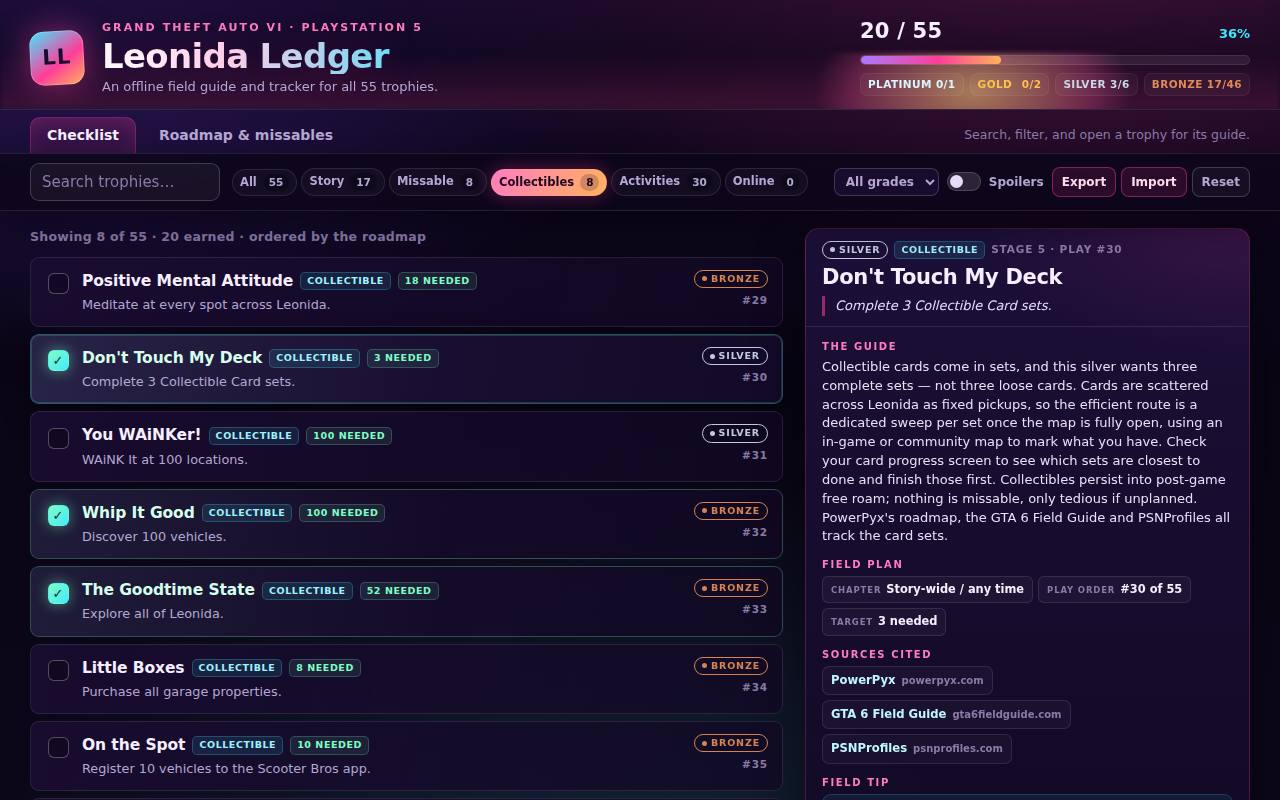 LL
GRAND THEFT AUTO VI · PLAYSTATION 5
Leonida Ledger
An offline field guide and tracker for all 55 trophies.
20 / 55
36%
PLATINUM 0/1
GOLD 0/2
SILVER 3/6
BRONZE 17/46
Checklist
Roadmap & missables
Search, filter, and open a trophy for its guide.
Search trophies…
All 55
Story 17
Missable 8
Collectibles 8
Activities 30
Online 0
All grades
Spoilers
Export
Import
Reset
Showing 8 of 55 · 20 earned · ordered by the roadmap
Positive Mental Attitude COLLECTIBLE 18 NEEDED
BRONZE
Meditate at every spot across Leonida.
#29
Don't Touch My Deck COLLECTIBLE 3 NEEDED
SILVER
Complete 3 Collectible Card sets.
#30
You WAiNKer! COLLECTIBLE 100 NEEDED
SILVER
WAiNK It at 100 locations.
#31
Whip It Good COLLECTIBLE 100 NEEDED
BRONZE
Discover 100 vehicles.
#32
The Goodtime State COLLECTIBLE 52 NEEDED
BRONZE
Explore all of Leonida.
#33
Little Boxes COLLECTIBLE 8 NEEDED
BRONZE
Purchase all garage properties.
#34
On the Spot COLLECTIBLE 10 NEEDED
BRONZE
Register 10 vehicles to the Scooter Bros app.
#35
SILVER COLLECTIBLE STAGE 5 · PLAY #30
Don't Touch My Deck
Complete 3 Collectible Card sets.
THE GUIDE
Collectible cards come in sets, and this silver wants three
complete sets — not three loose cards. Cards are scattered
across Leonida as fixed pickups, so the efficient route is a
dedicated sweep per set once the map is fully open, using an
in-game or community map to mark what you have. Check
your card progress screen to see which sets are closest to
done and finish those first. Collectibles persist into post-game
free roam; nothing is missable, only tedious if unplanned.
PowerPyx's roadmap, the GTA 6 Field Guide and PSNProfiles all
track the card sets.
FIELD PLAN
CHAPTER Story-wide / any time
PLAY ORDER #30 of 55
TARGET 3 needed
SOURCES CITED
PowerPyx powerpyx.com
GTA 6 Field Guide gta6fieldguide.com
PSNProfiles psnprofiles.com
FIELD TIP